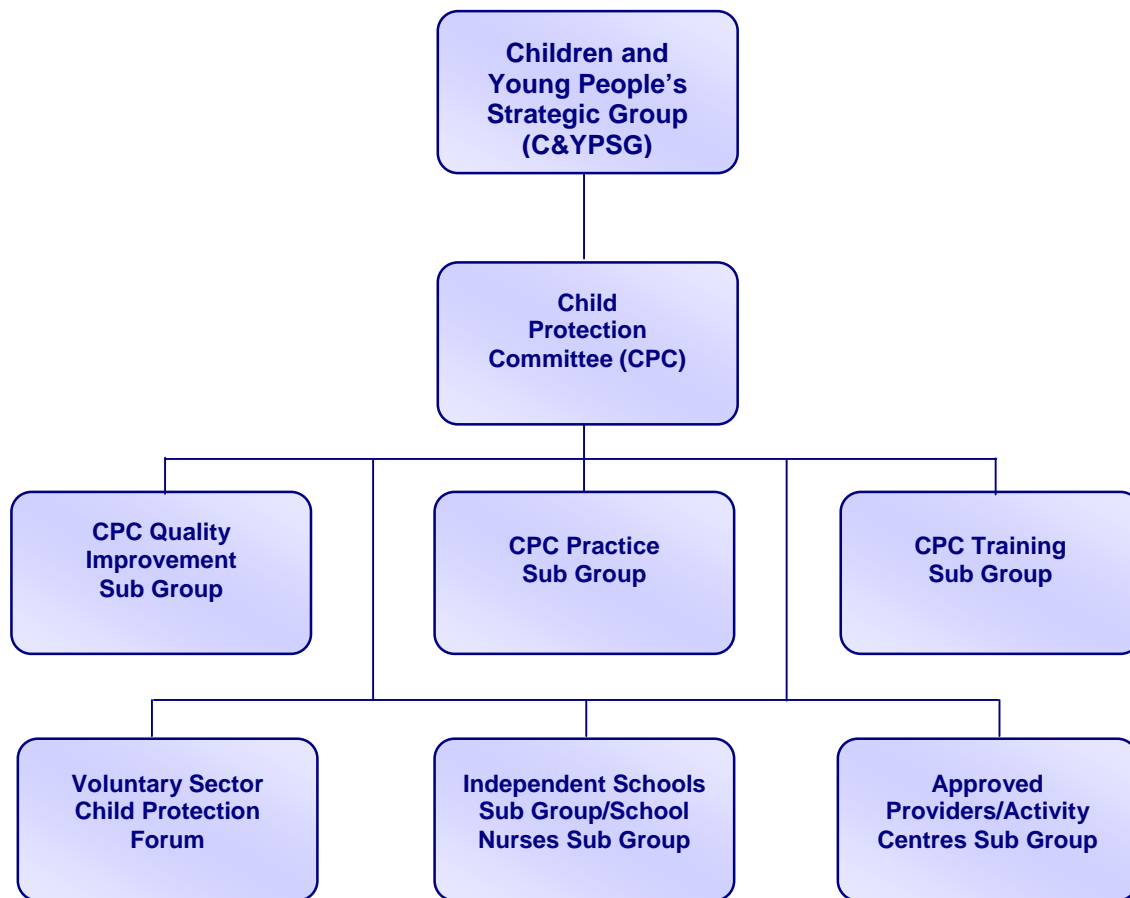 Children and
Young People’s
Strategic Group
(C&YPSG)
Child
Protection
Committee (CPC)
CPC Quality
Improvement
Sub Group
CPC Practice
Sub Group
CPC Training
Sub Group
Voluntary Sector
Child Protection
Forum
Independent Schools
Sub Group/School
Nurses Sub Group
Approved
Providers/Activity
Centres Sub Group